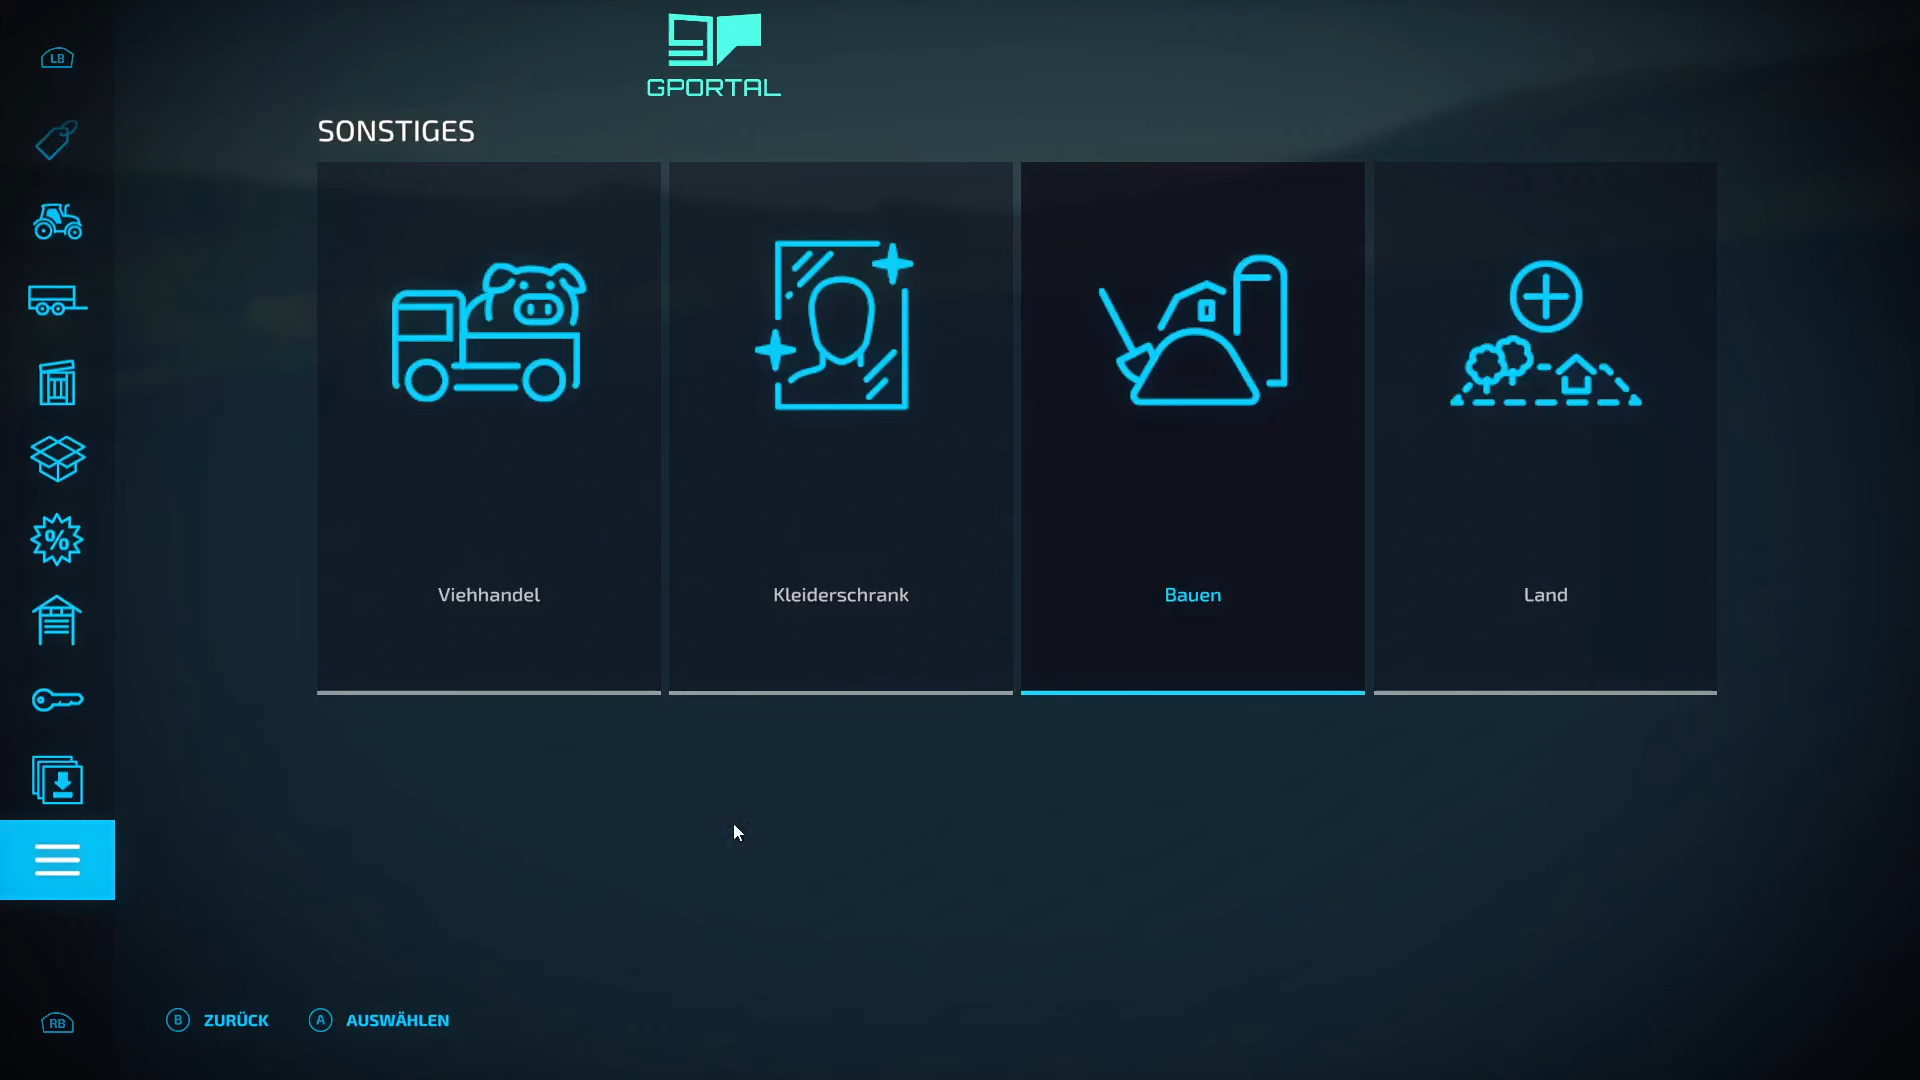 LB
GPORTAL
SONSTIGES
%
Viehhandel
Kleiderschrank
Bauen
Land
RB
B ZURÜCK
A AUSWÄHLEN